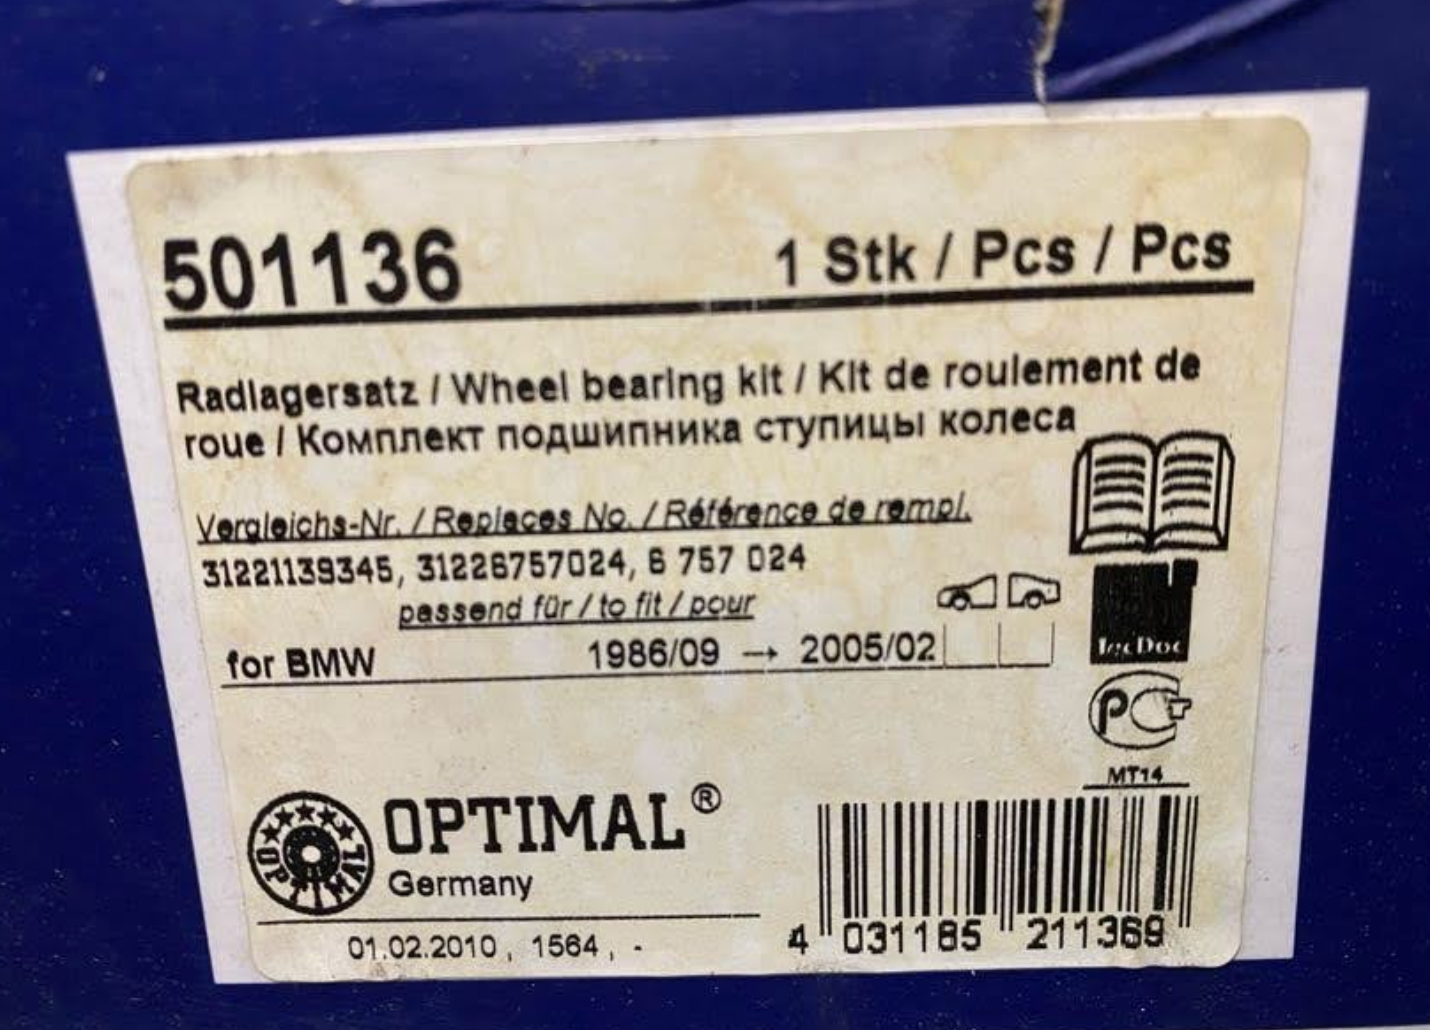 501136 1 Stk / Pcs / Pcs
Radlagersatz / Wheel bearing kit / Kit de roulement de
roue / Комплект подшипника ступицы колеса
Vergleichs-Nr. / Replaces No. / Référence de rempl.
31221139345, 31226757024, 6 757 024
passend für / to fit / pour
for BMW 1986/09 → 2005/02
TecDoc
PCT
MT14
OPTIMAL®
OPTIMAL
Germany
01.02.2010, 1564, -
4 031185 211369